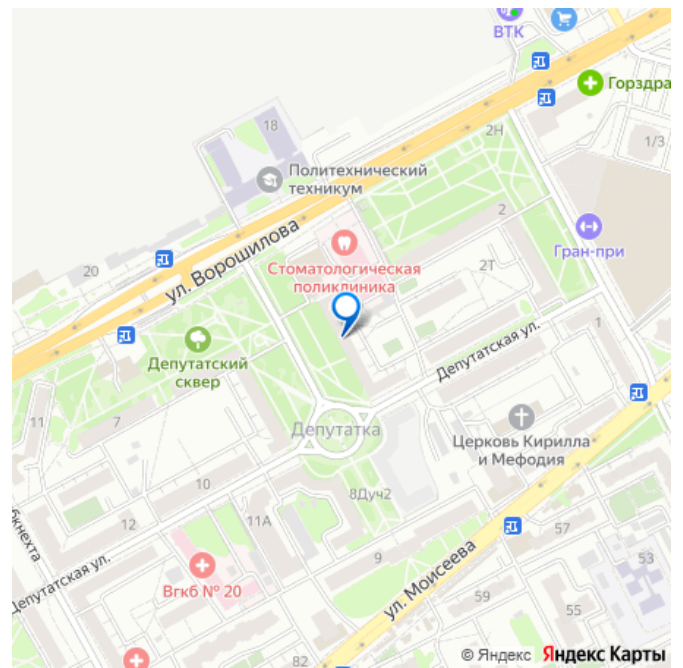 ВТК
Горздра
18
2Н
1/3
Политехнический
техникум
2
Гран-при
ул. Ворошилова
Стоматологическая
поликлиника
20
2Т
Депутатский
сквер
Депутатская ул.
1
11
7
Депутатка
Церковь Кирилла
и Мефодия
10
8Дуч2
12
11А
бкнехта
57
9
53
Депутатская ул.
Вгкб № 20
ул. Моисеева
59
55
82
© Яндекс Яндекс Карты